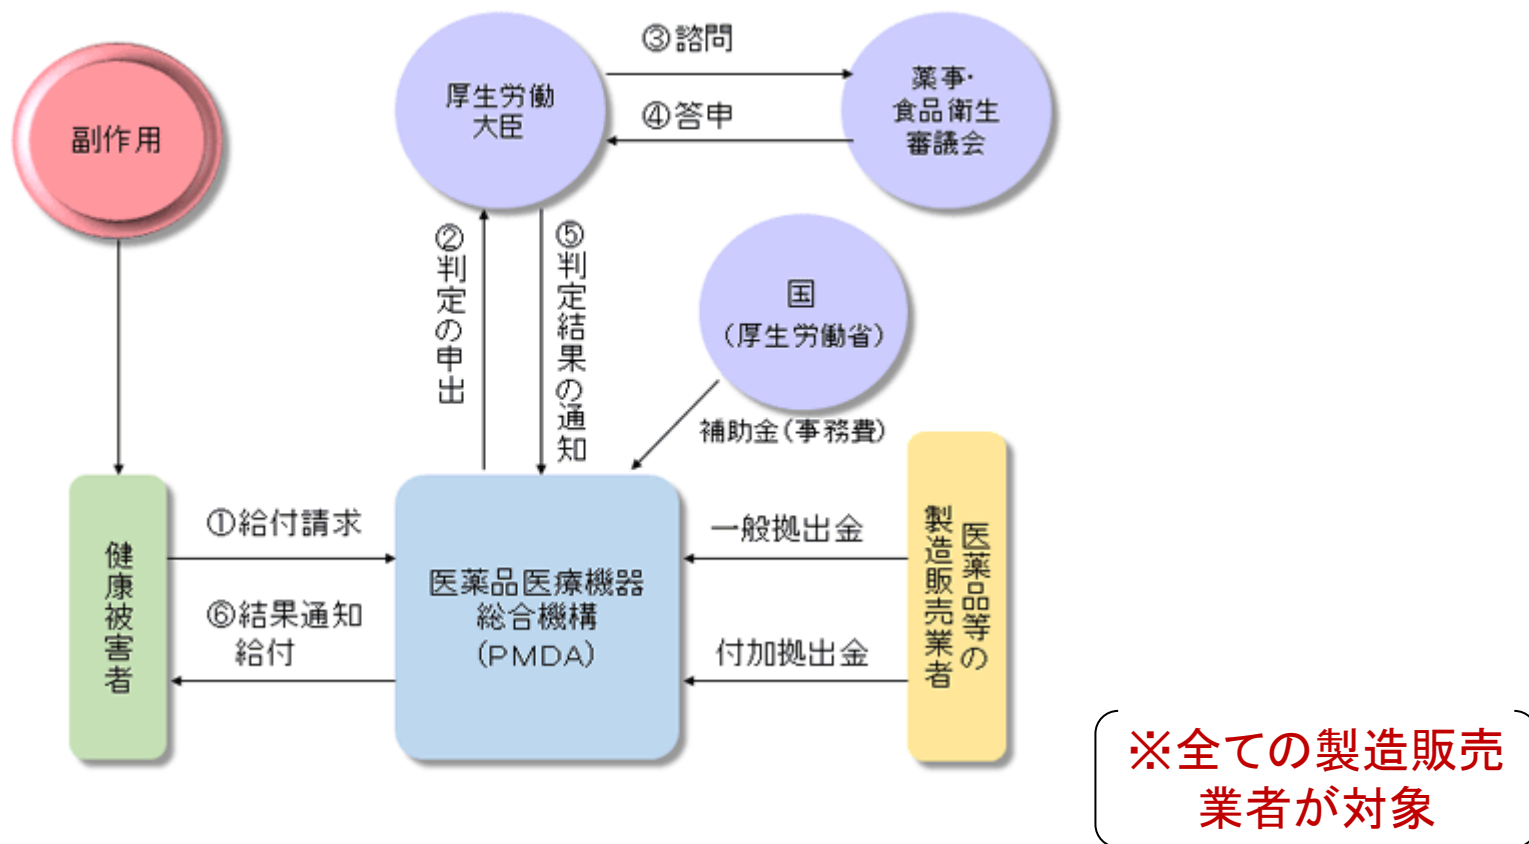 副作用
厚生労働
大臣
③諮問
④答申
薬事・
食品衛生
審議会
②判定の申出
⑤判定結果の通知
国
(厚生労働省)
補助金(事務費)
健康被害者
①給付請求
⑥結果通知
給付
医薬品医療機器
総合機構
(PMDA)
一般拠出金
付加拠出金
医薬品等の
製造販売業者
※全ての製造販売
業者が対象